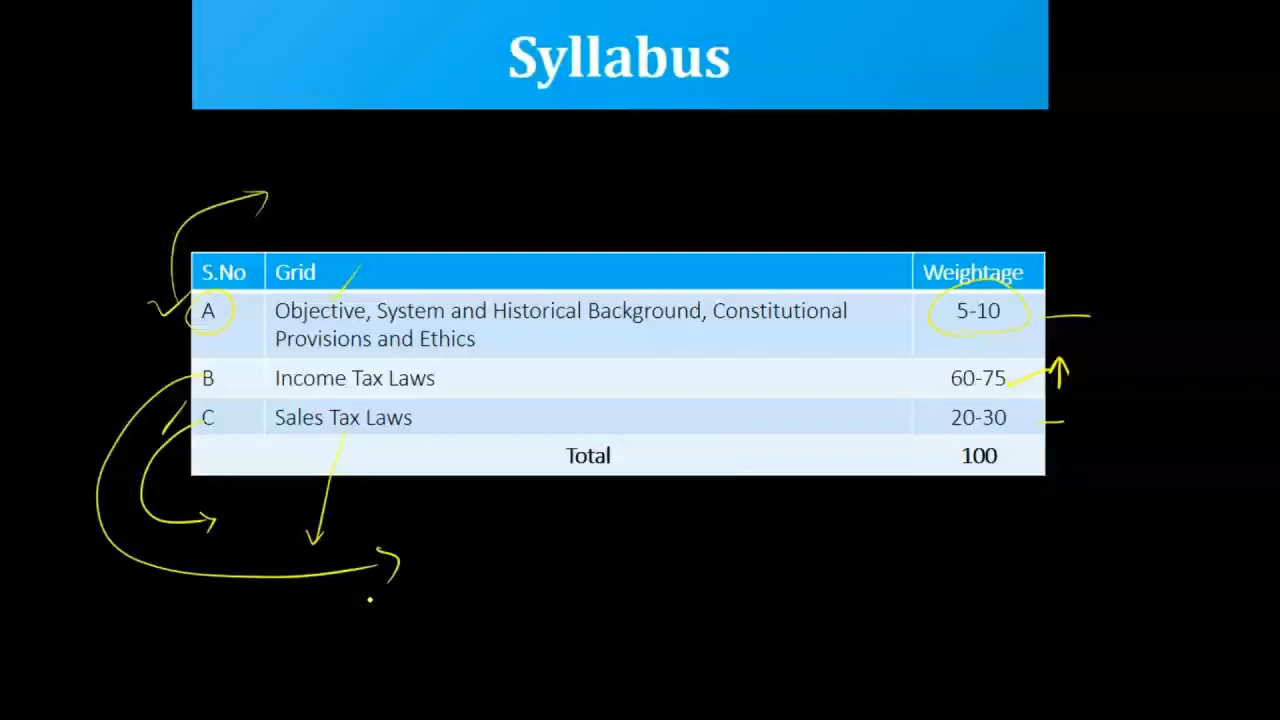 Syllabus
S.No Grid Weightage
A Objective, System and Historical Background, Constitutional 5-10
Provisions and Ethics
B Income Tax Laws 60-75
C Sales Tax Laws 20-30
Total 100